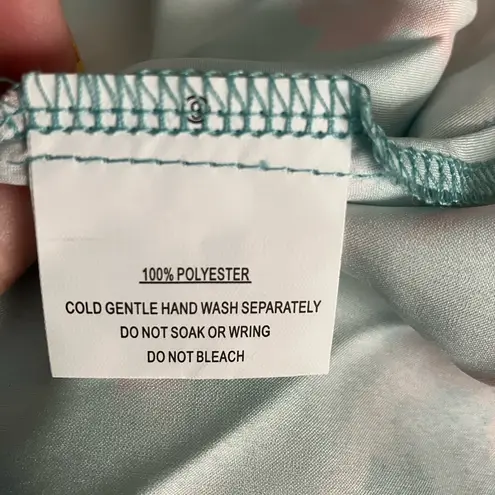 100% POLYESTER
COLD GENTLE HAND WASH SEPARATELY
DO NOT SOAK OR WRING
DO NOT BLEACH